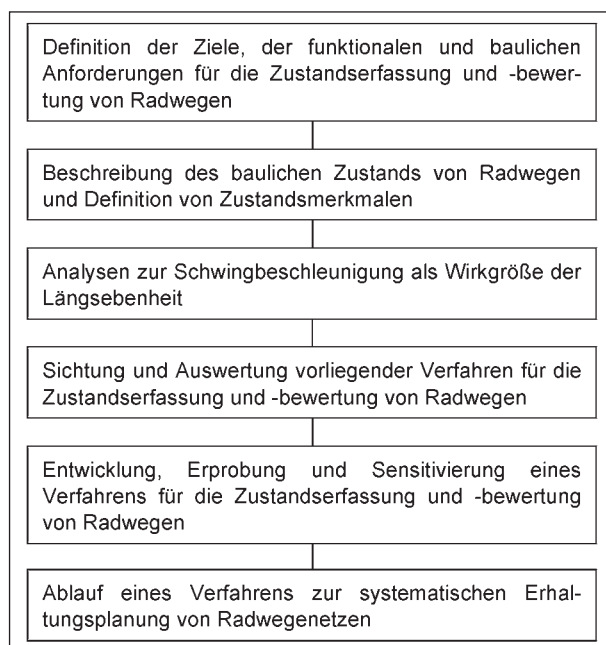 Definition der Ziele, der funktionalen und baulichen
Anforderungen für die Zustandserfassung und -bewer-
tung von Radwegen
Beschreibung des baulichen Zustands von Radwegen
und Definition von Zustandsmerkmalen
Analysen zur Schwingbeschleunigung als Wirkgröße der
Längsebenheit
Sichtung und Auswertung vorliegender Verfahren für die
Zustandserfassung und -bewertung von Radwegen
Entwicklung, Erprobung und Sensitivierung eines
Verfahrens für die Zustandserfassung und -bewertung
von Radwegen
Ablauf eines Verfahrens zur systematischen Erhal-
tungsplanung von Radwegenetzen